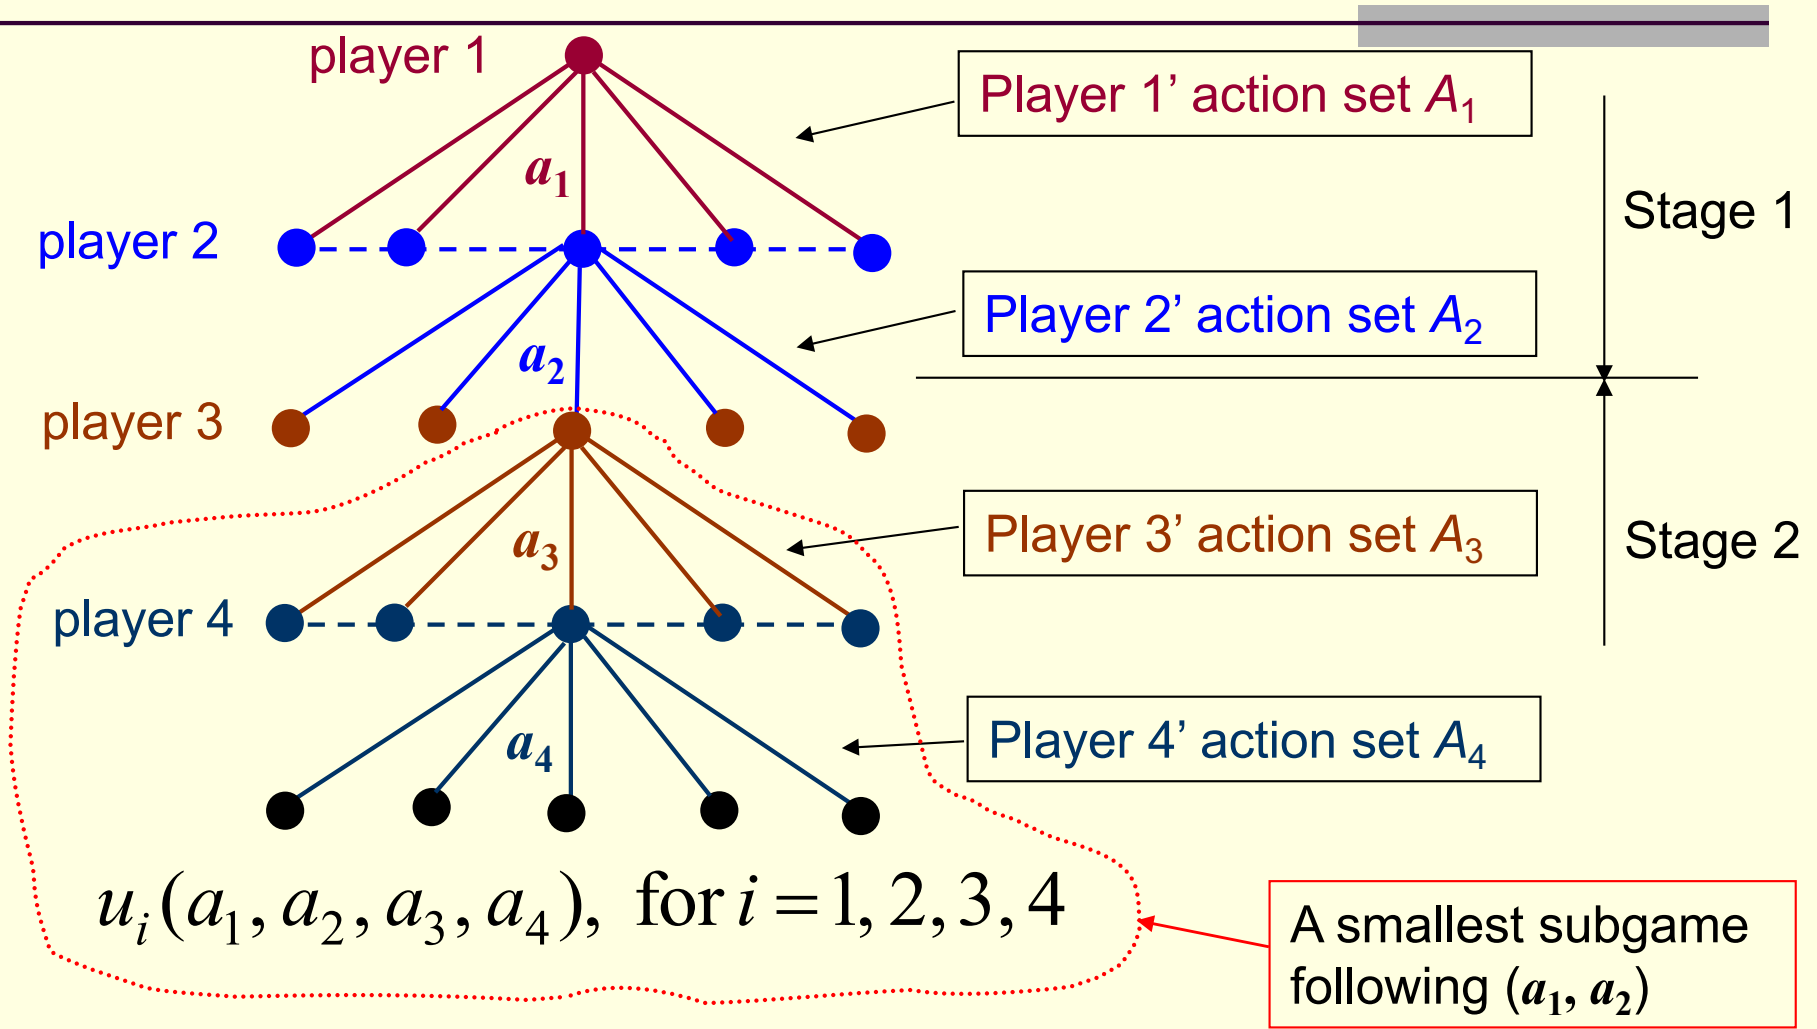 player 1
Player 1’ action set A₁
a₁
Stage 1
player 2
Player 2’ action set A₂
a₂
player 3
Player 3’ action set A₃
a₃
Stage 2
player 4
Player 4’ action set A₄
a₄
uᵢ(a₁, a₂, a₃, a₄), for i = 1, 2, 3, 4
A smallest subgame
following (a₁, a₂)